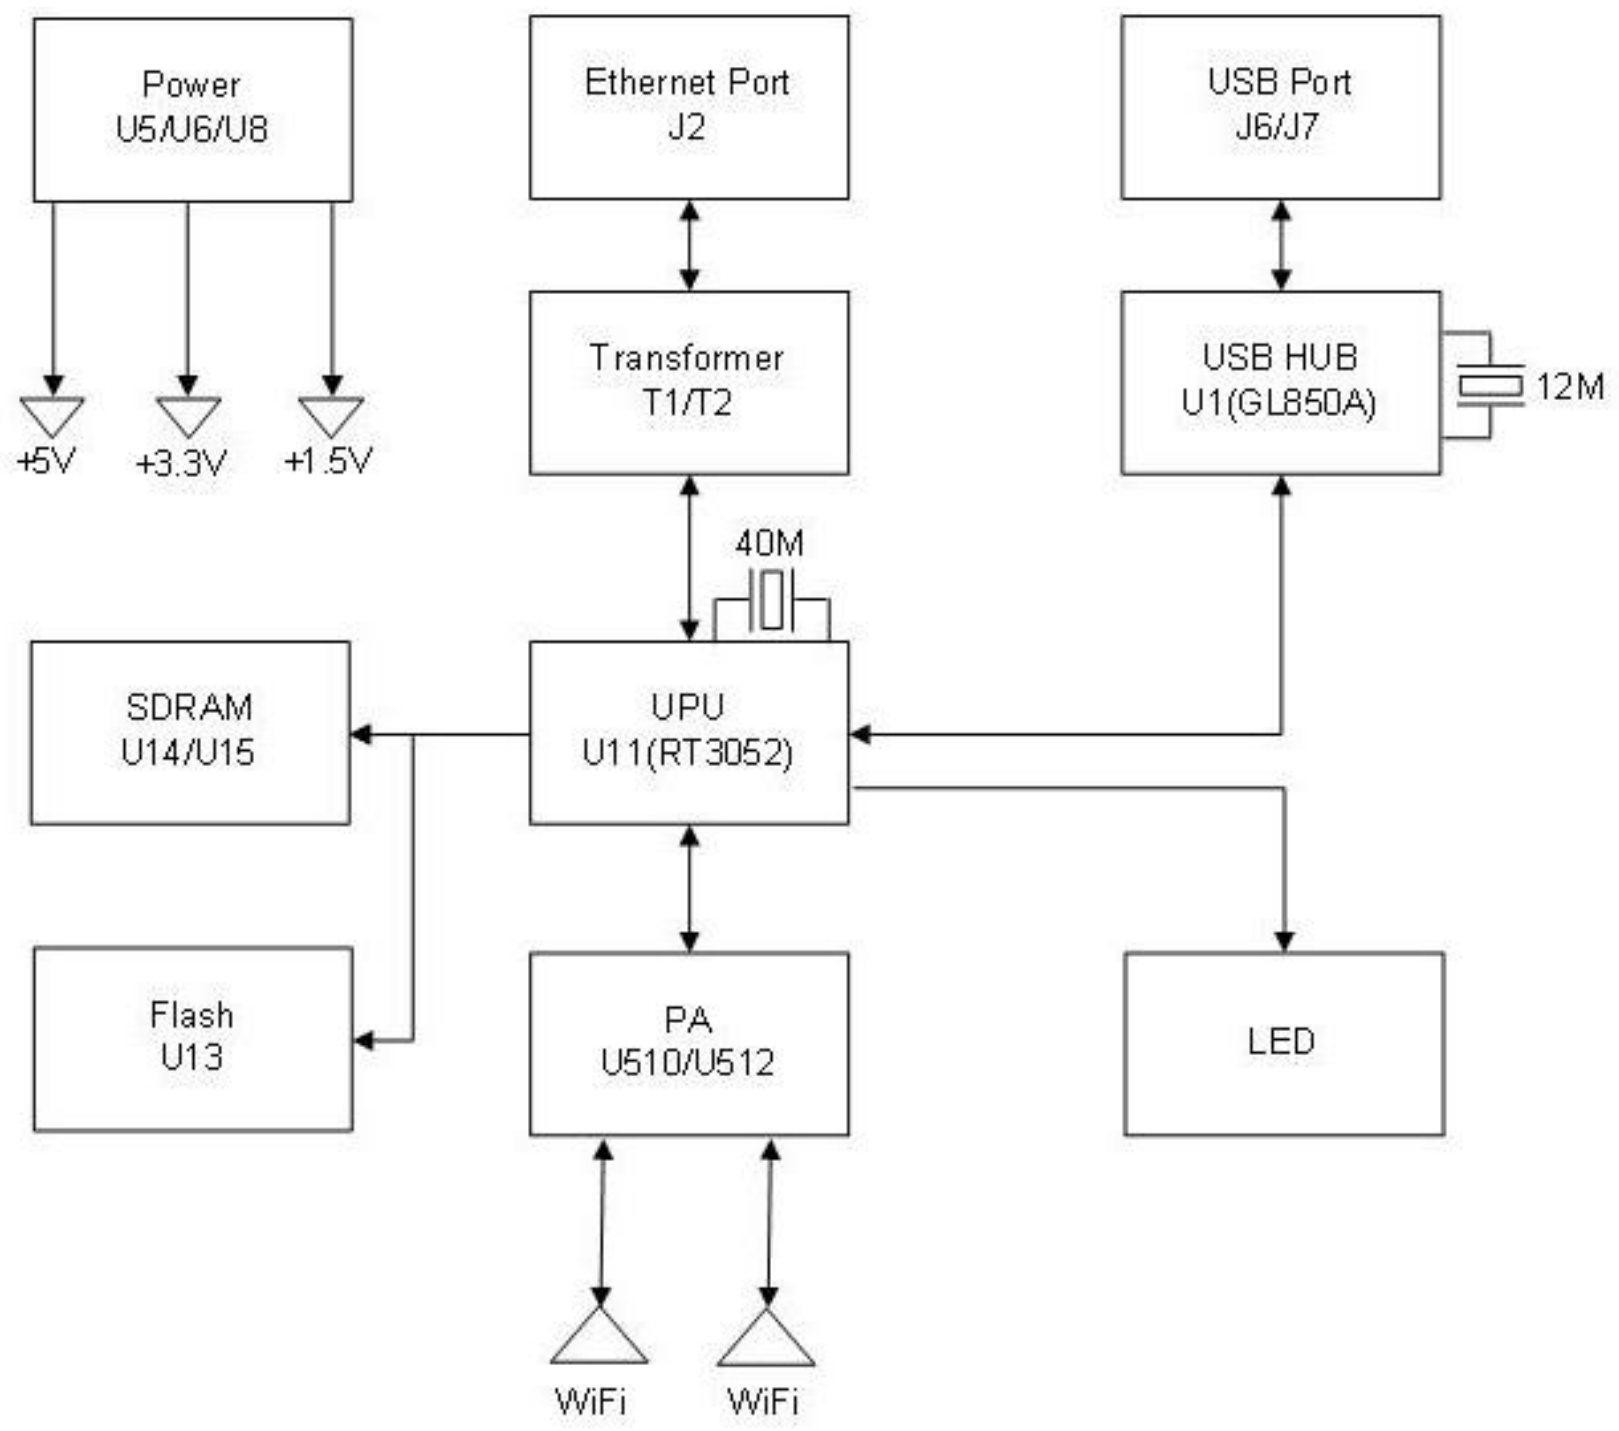 Power
U5/U6/U8
Ethernet Port
J2
USB Port
J6/J7
Transformer
T1/T2
USB HUB
U1(GL850A)
12M
+5V
+3.3V
+1.5V
40M
SDRAM
U14/U15
UPU
U11(RT3052)
Flash
U13
PA
U510/U512
LED
WiFi
WiFi